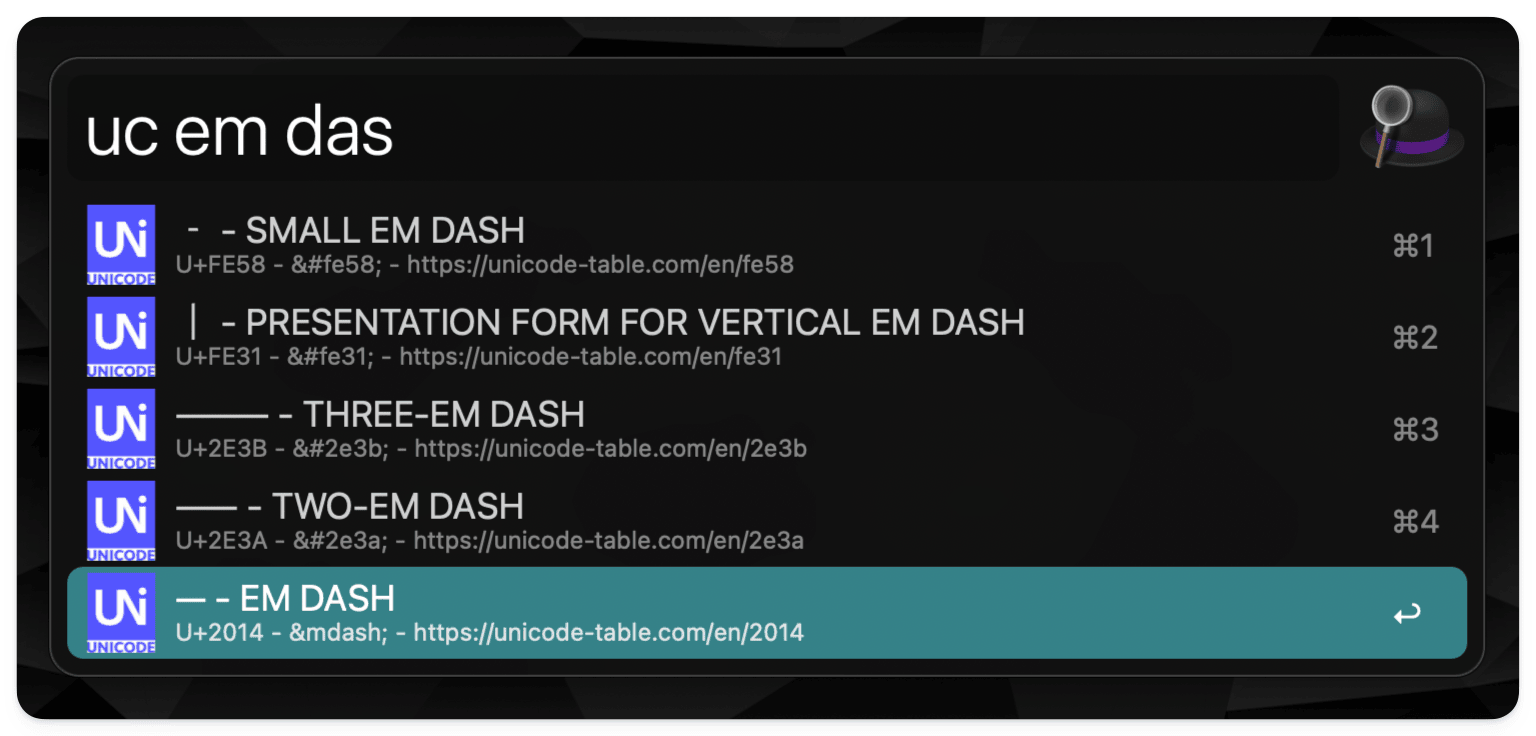 uc em das
UNi
UNICODE
﹘ - SMALL EM DASH
U+FE58 - &#fe58; - https://unicode-table.com/en/fe58
⌘1
UNi
UNICODE
︱ - PRESENTATION FORM FOR VERTICAL EM DASH
U+FE31 - &#fe31; - https://unicode-table.com/en/fe31
⌘2
UNi
UNICODE
⸻ - THREE-EM DASH
U+2E3B - &#2e3b; - https://unicode-table.com/en/2e3b
⌘3
UNi
UNICODE
⸺ - TWO-EM DASH
U+2E3A - &#2e3a; - https://unicode-table.com/en/2e3a
⌘4
UNi
UNICODE
— - EM DASH
U+2014 - &mdash; - https://unicode-table.com/en/2014
↩